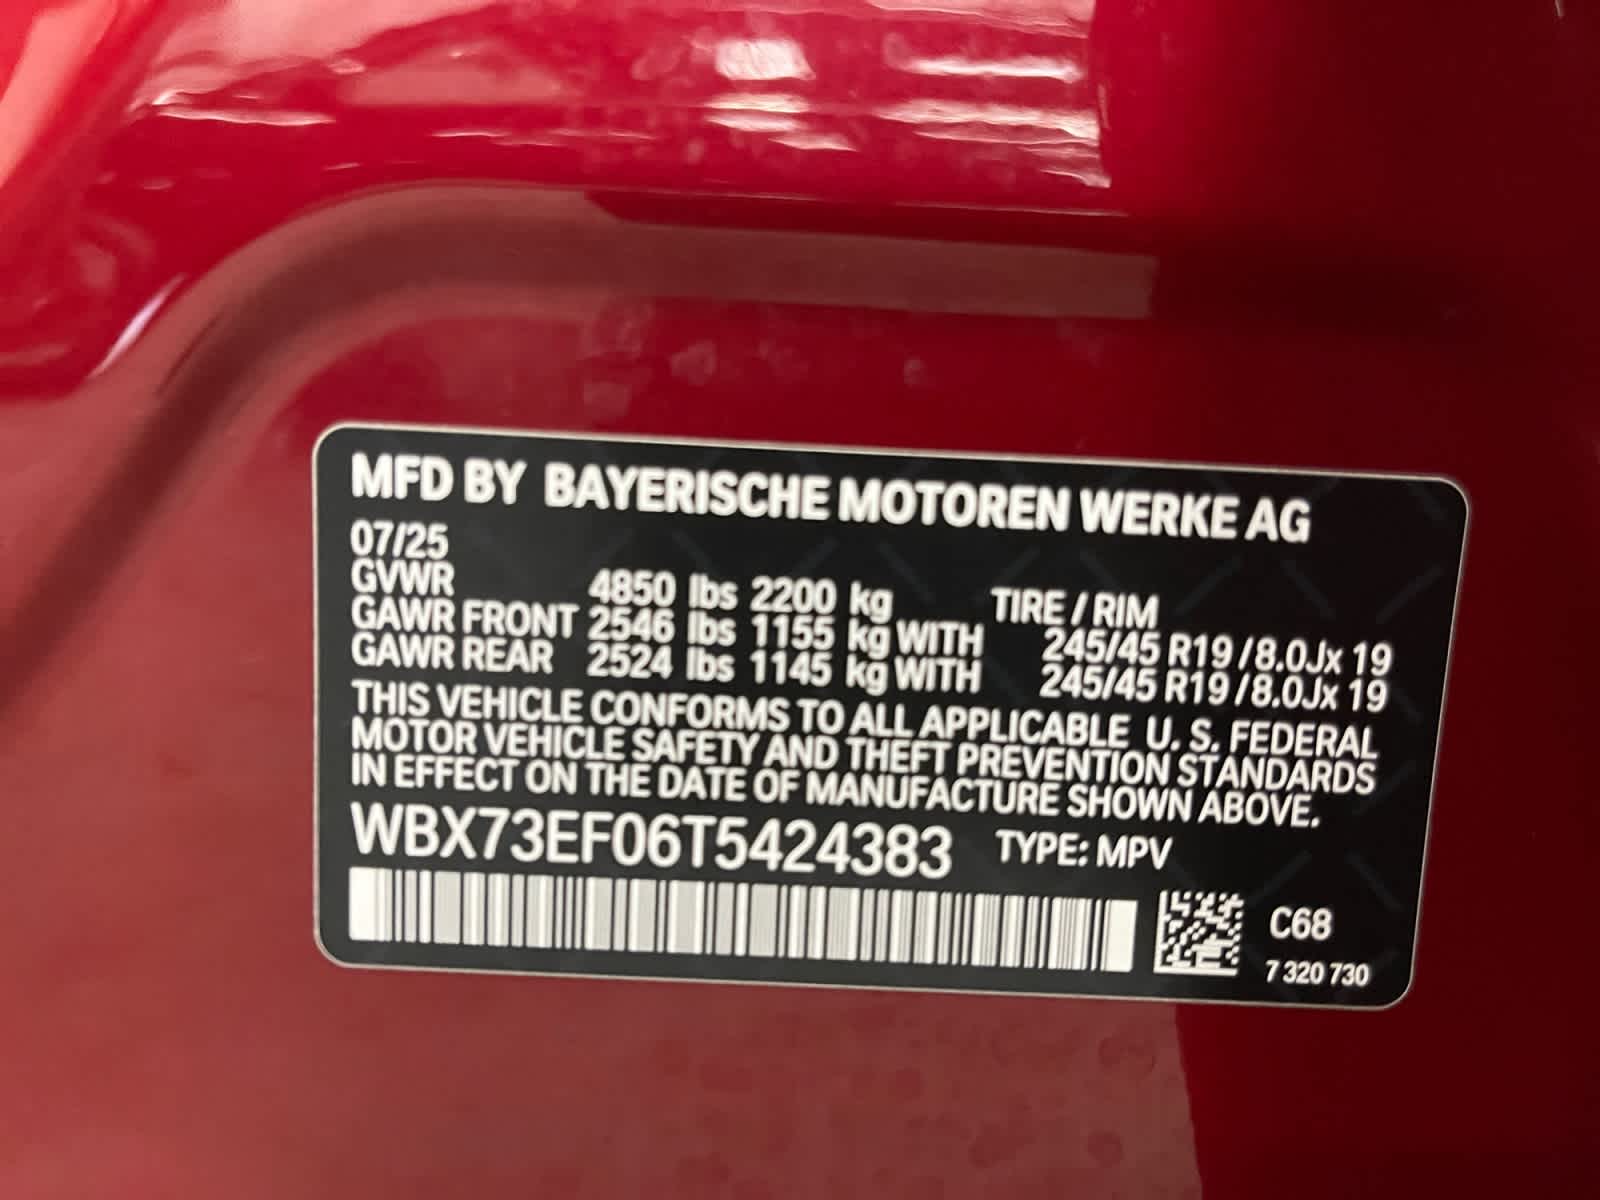 MFD BY BAYERISCHE MOTOREN WERKE AG
07/25
GVWR 4850 lbs 2200 kg TIRE / RIM
GAWR FRONT 2546 lbs 1155 kg WITH 245/45 R19 / 8.0Jx 19
GAWR REAR 2524 lbs 1145 kg WITH 245/45 R19 / 8.0Jx 19
THIS VEHICLE CONFORMS TO ALL APPLICABLE U. S. FEDERAL
MOTOR VEHICLE SAFETY AND THEFT PREVENTION STANDARDS
IN EFFECT ON THE DATE OF MANUFACTURE SHOWN ABOVE.
WBX73EF06T5424383 TYPE: MPV
C68
7 320 730